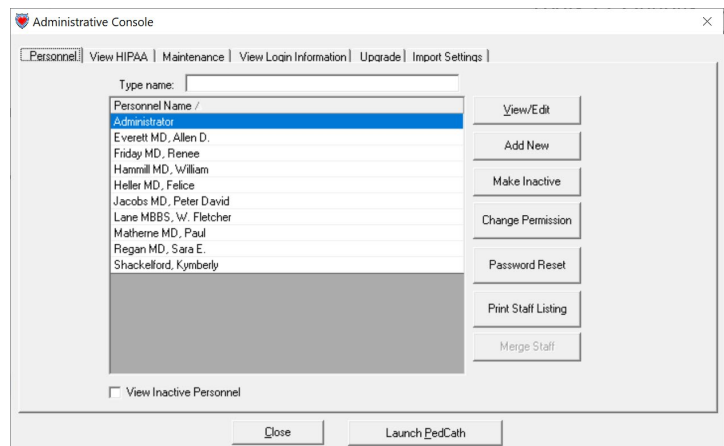 Administrative Console
Personnel View HIPAA Maintenance View Login Information Upgrade Import Settings
Type name:
Personnel Name /
Administrator
Everett MD, Allen D.
Friday MD, Renee
Hammill MD, William
Heller MD, Felice
Jacobs MD, Peter David
Lane MBBS, W. Fletcher
Matherne MD, Paul
Regan MD, Sara E.
Shackelford, Kymberly
View/Edit
Add New
Make Inactive
Change Permission
Password Reset
Print Staff Listing
Merge Staff
View Inactive Personnel
Close Launch PedCath